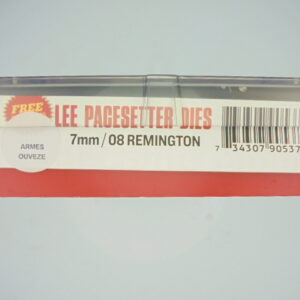 FREE
LEE PACESETTER DIES
7mm/08 REMINGTON
ARMES
OUVEZE
7 34307 90537